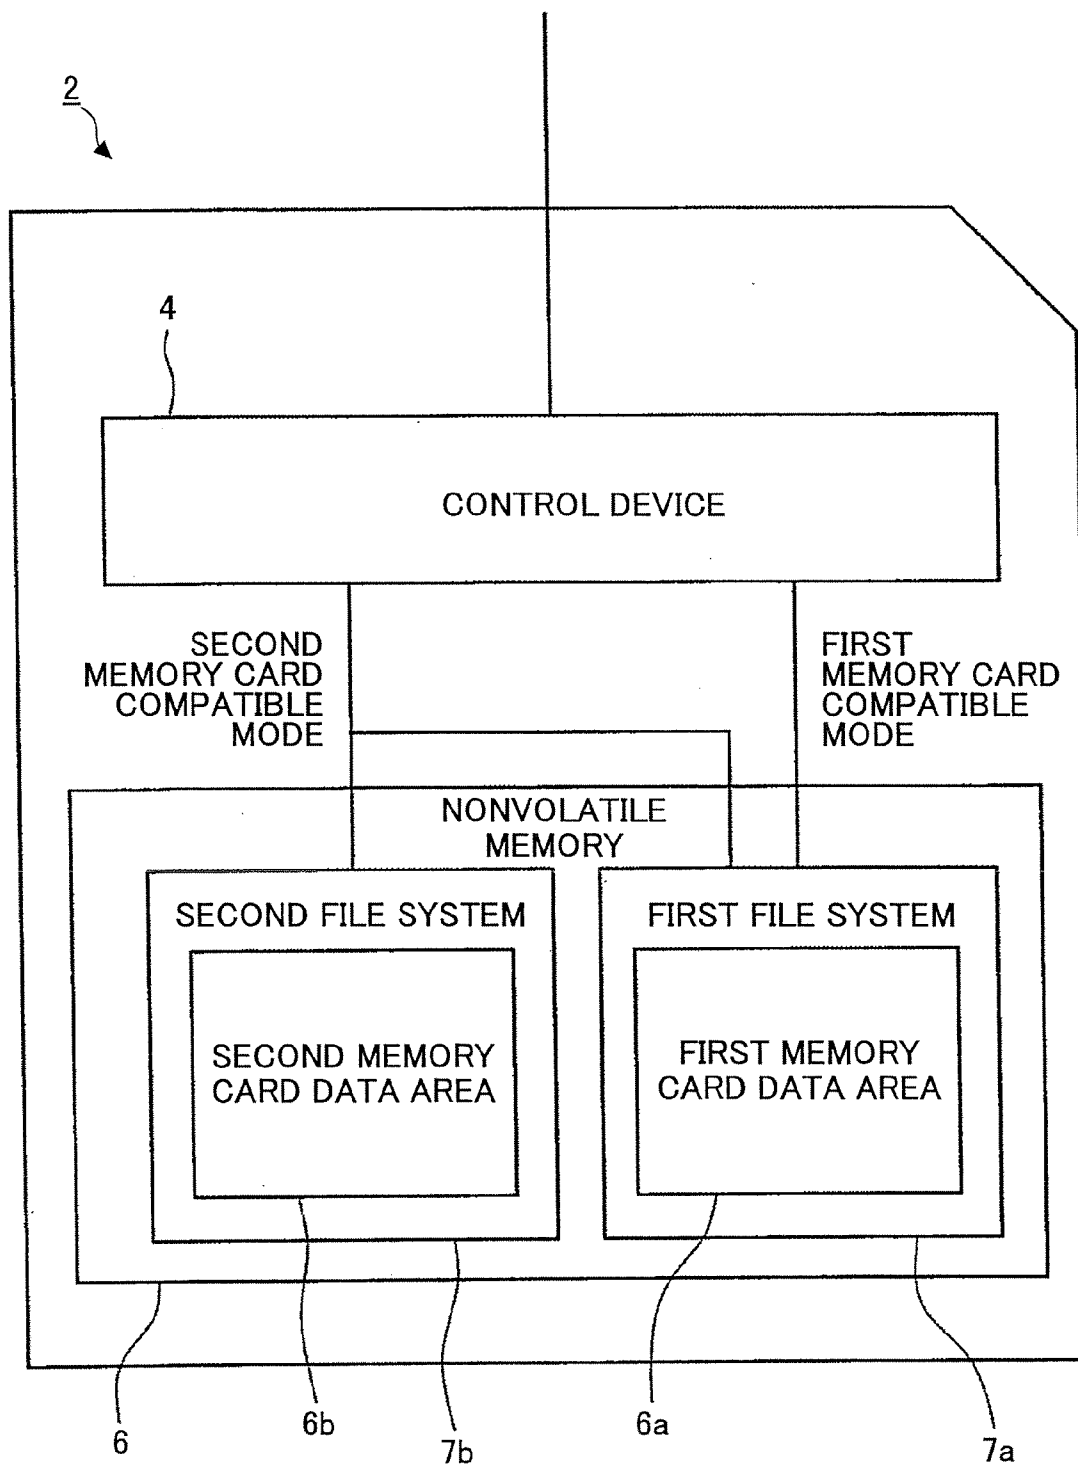 2
4
CONTROL DEVICE
SECOND
MEMORY CARD
COMPATIBLE
MODE
FIRST
MEMORY CARD
COMPATIBLE
MODE
NONVOLATILE
MEMORY
SECOND FILE SYSTEM
FIRST FILE SYSTEM
SECOND MEMORY
CARD DATA AREA
FIRST MEMORY
CARD DATA AREA
6
6b
7b
6a
7a